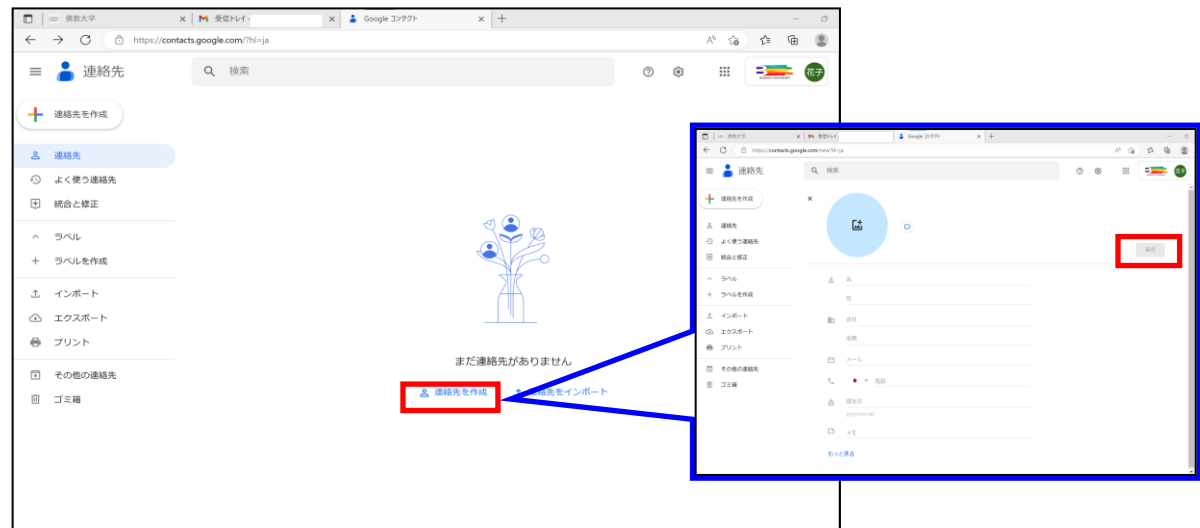 佛教大学
受信トレイ -
Google コンタクト
https://contacts.google.com/?hl=ja
連絡先
検索
花子
連絡先を作成
連絡先
よく使う連絡先
統合と修正
ラベル
ラベルを作成
インポート
エクスポート
プリント
その他の連絡先
ゴミ箱
まだ連絡先がありません
連絡先を作成
連絡先をインポート
佛教大学
受信トレイ
Google コンタクト
https://contacts.google.com/new?hl=ja
連絡先
検索
花子
連絡先を作成
連絡先
よく使う連絡先
統合と修正
ラベル
ラベルを作成
インポート
エクスポート
プリント
その他の連絡先
ゴミ箱
保存
名
姓
会社
役職
メール
電話
誕生日
yyyy/mm/dd
メモ
もっと見る